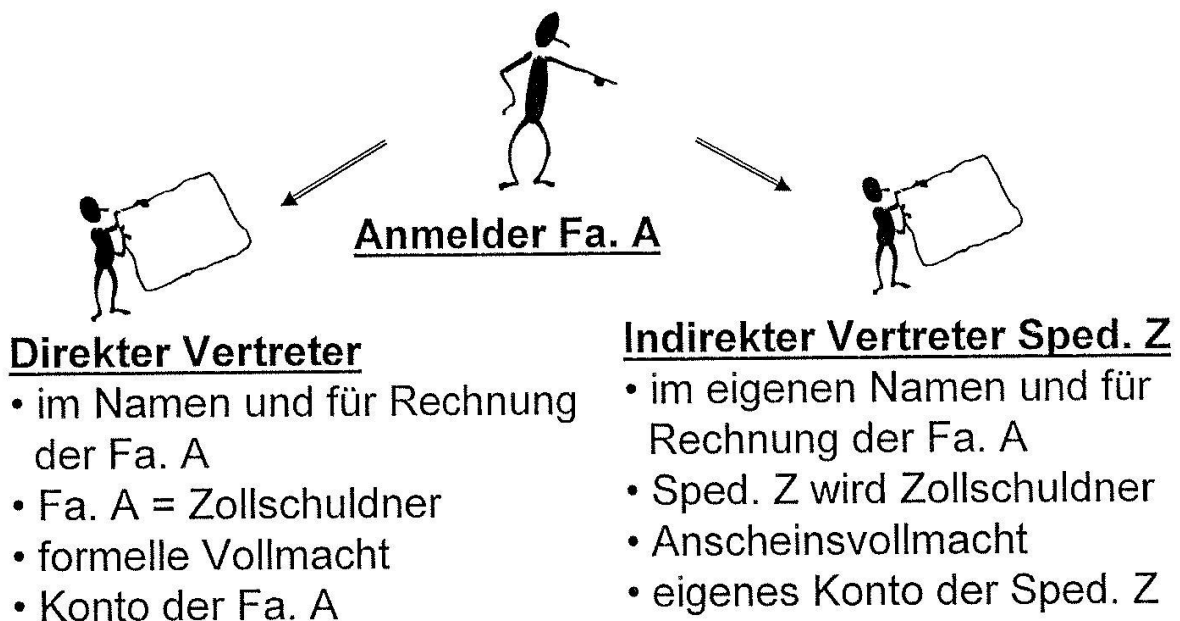 Anmelder Fa. A
Direkter Vertreter
• im Namen und für Rechnung
der Fa. A
• Fa. A = Zollschuldner
• formelle Vollmacht
• Konto der Fa. A
Indirekter Vertreter Sped. Z
• im eigenen Namen und für
Rechnung der Fa. A
• Sped. Z wird Zollschuldner
• Anscheinsvollmacht
• eigenes Konto der Sped. Z